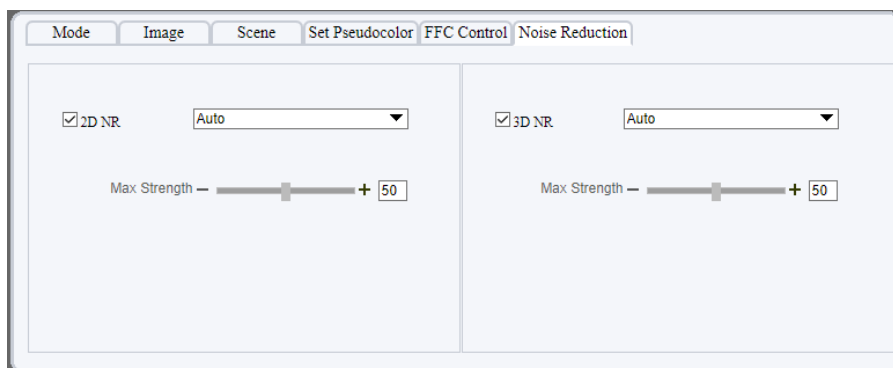 Mode Image Scene Set Pseudocolor FFC Control Noise Reduction
2D NR Auto 3D NR Auto
Max Strength 50 Max Strength 50